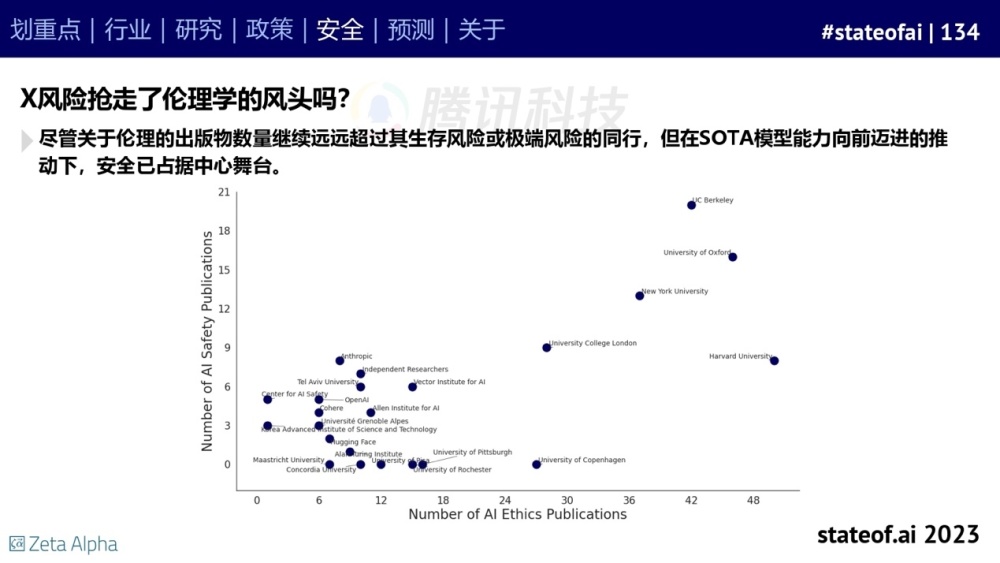 划重点 | 行业 | 研究 | 政策 | 安全 | 预测 | 关于
#stateofai | 134
X风险抢走了伦理学的风头吗？
腾讯科技
尽管关于伦理的出版物数量继续远远超过其生存风险或极端风险的同行，但在SOTA模型能力向前迈进的推
动下，安全已占据中心舞台。
21
18
15
12
9
6
3
0
Number of AI Safety Publications
UC Berkeley
University of Oxford
New York University
University College London
Harvard University
Anthropic
Independent Researchers
Tel Aviv University
Vector Institute for AI
Center for AI Safety
OpenAI
Cohere
Allen Institute for AI
Université Grenoble Alpes
Korea Advanced Institute of Science and Technology
Hugging Face
Alan Turing Institute
University of Pittsburgh
Maastricht University
University of Pisa
University of Copenhagen
Concordia University
University of Rochester
0 6 12 18 24 30 36 42 48
Number of AI Ethics Publications
Zeta Alpha
stateof.ai 2023